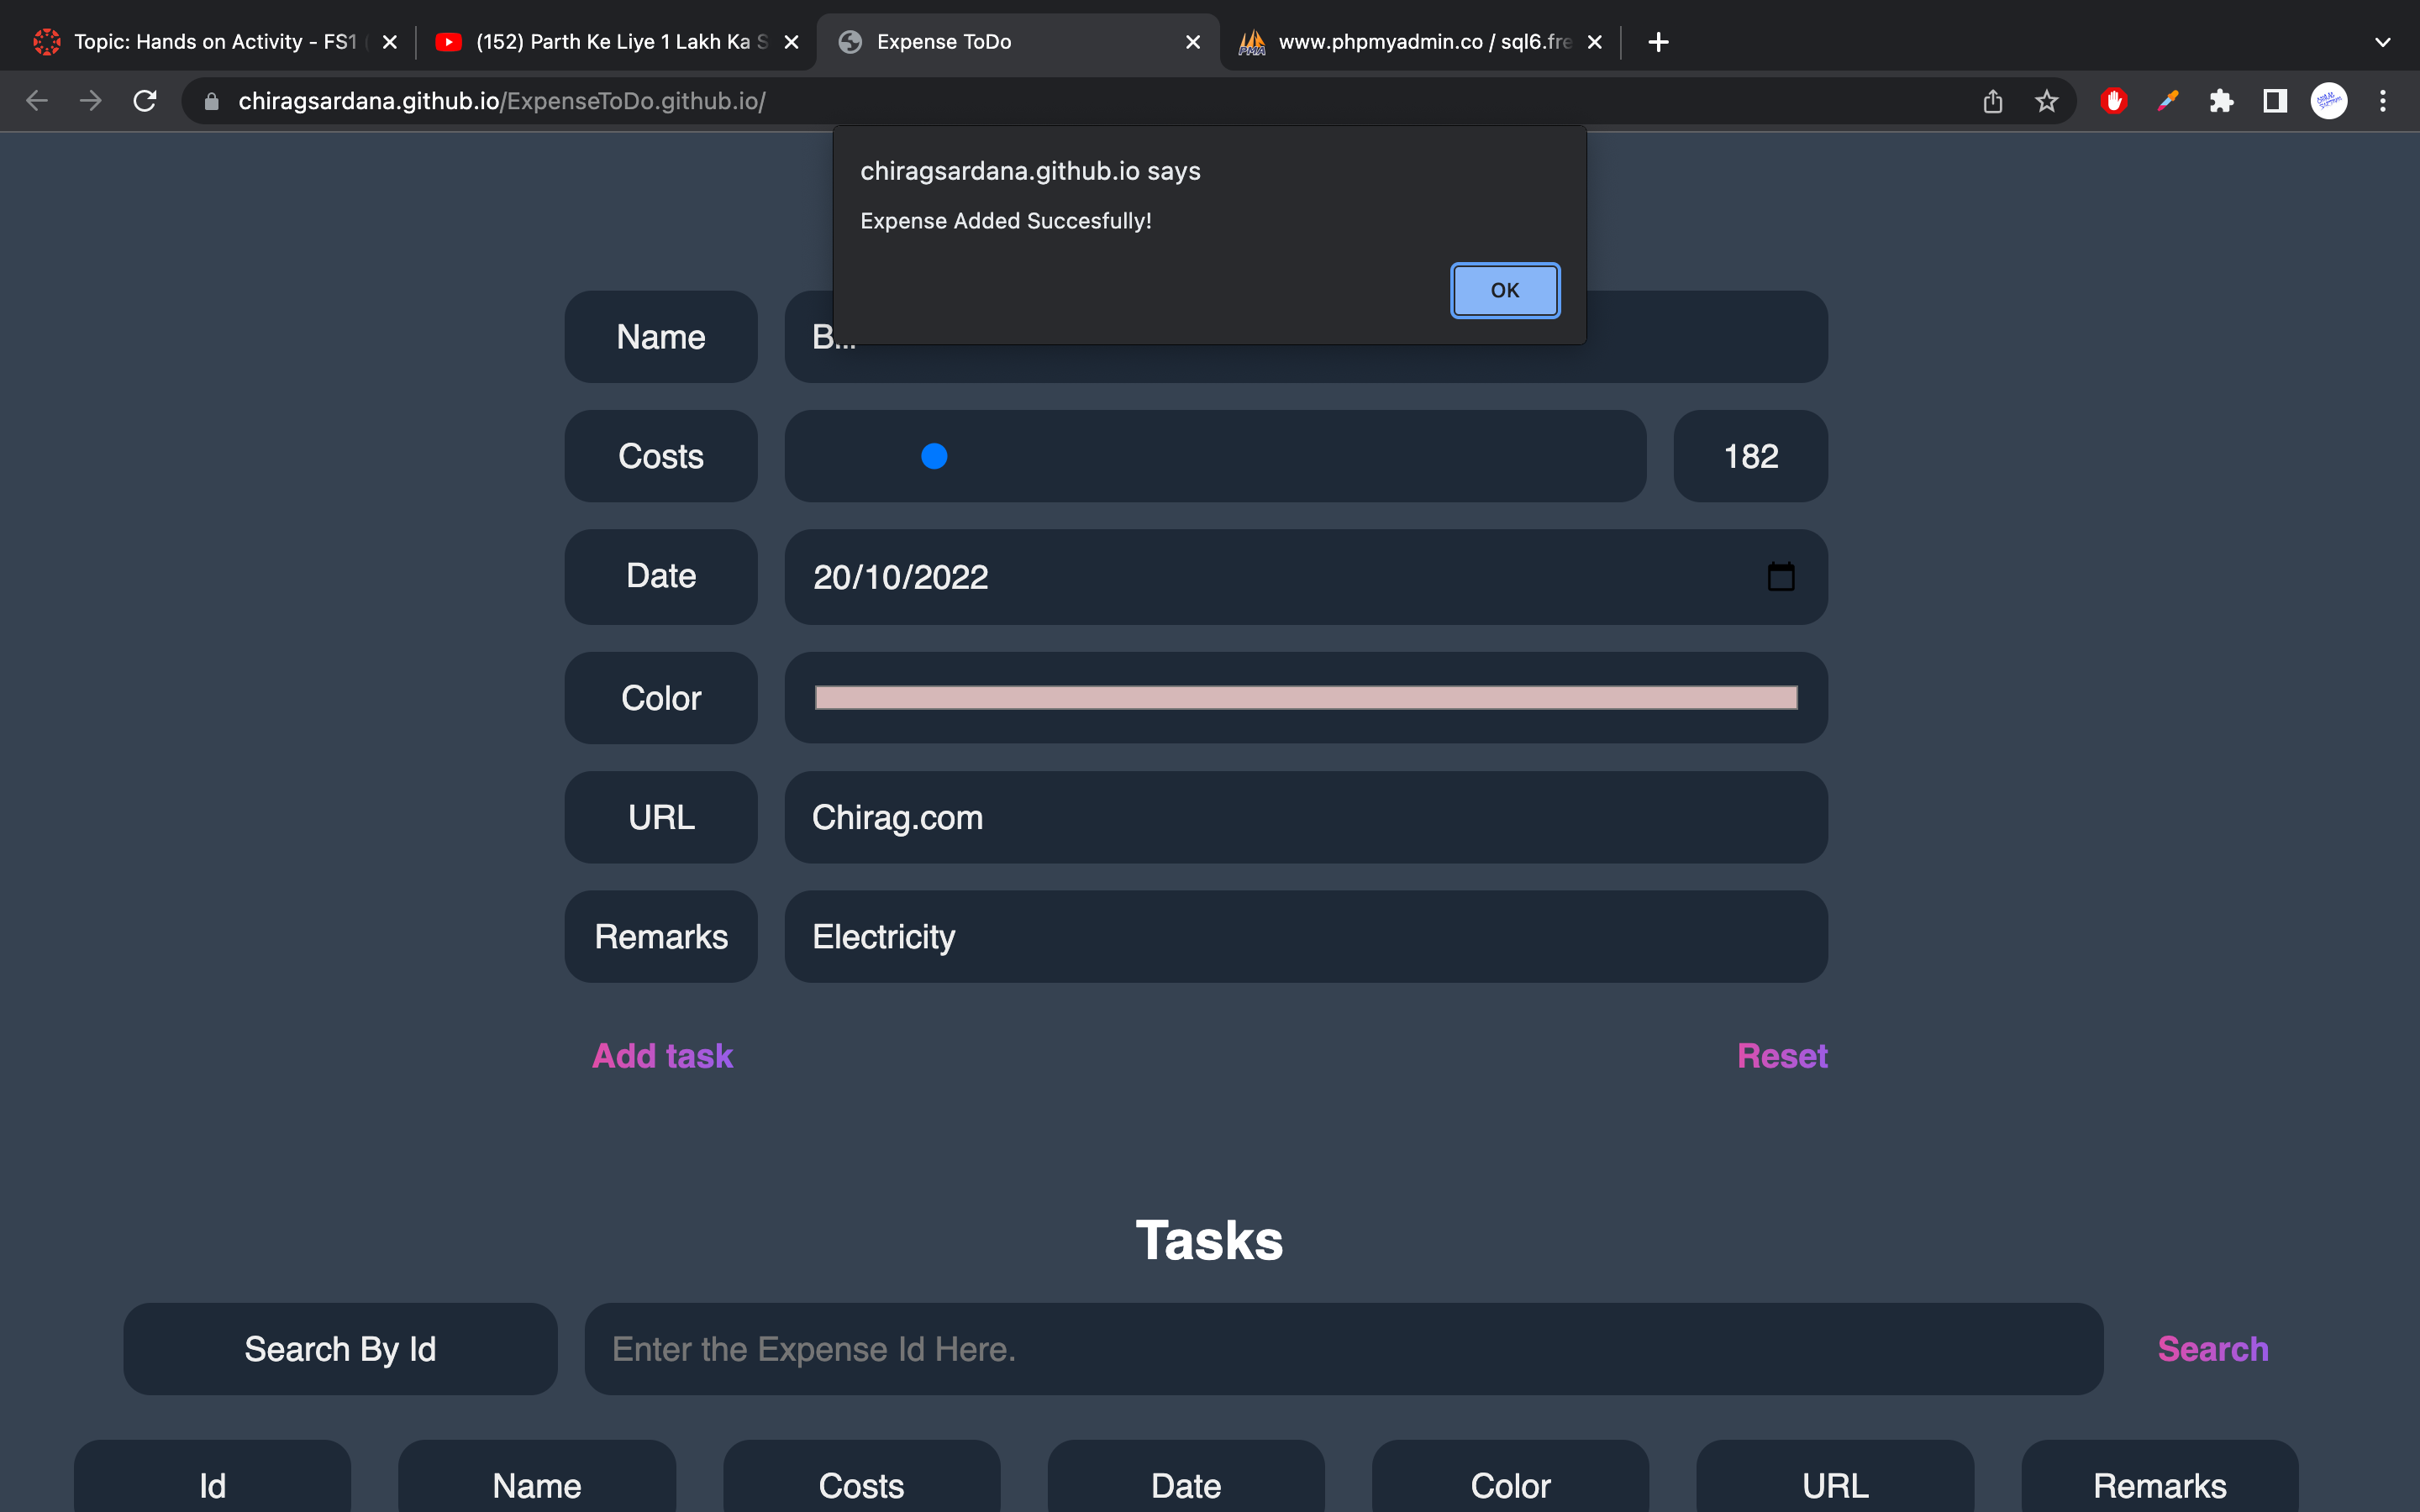 Topic: Hands on Activity - FS1
(152) Parth Ke Liye 1 Lakh Ka S
Expense ToDo
www.phpmyadmin.co / sql6.fre
chiragsardana.github.io/ExpenseToDo.github.io/
chiragsardana.github.io says
Expense Added Succesfully!
OK
Name
Costs 182
Date 20/10/2022
Color
URL Chirag.com
Remarks Electricity
Add task Reset
Tasks
Search By Id Enter the Expense Id Here. Search
Id Name Costs Date Color URL Remarks